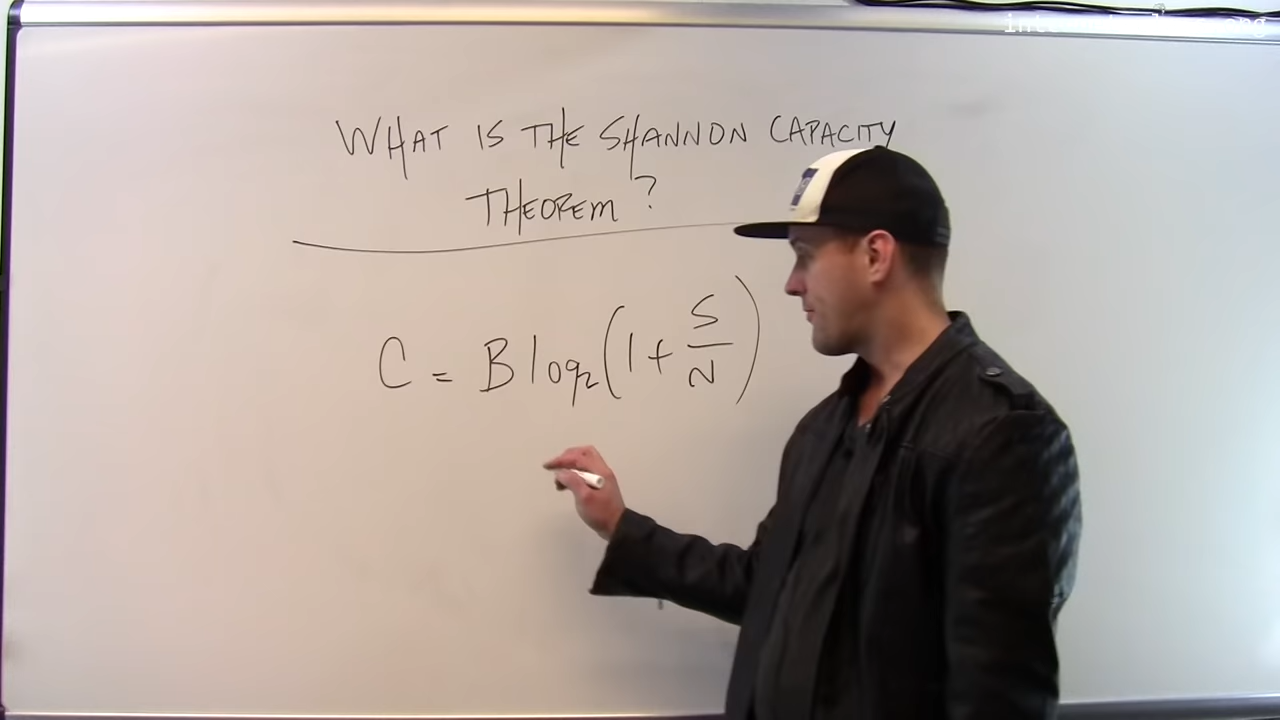 WHAT IS THE SHANNON CAPACITY
THEOREM?
C = B log₂(1 + S/N)